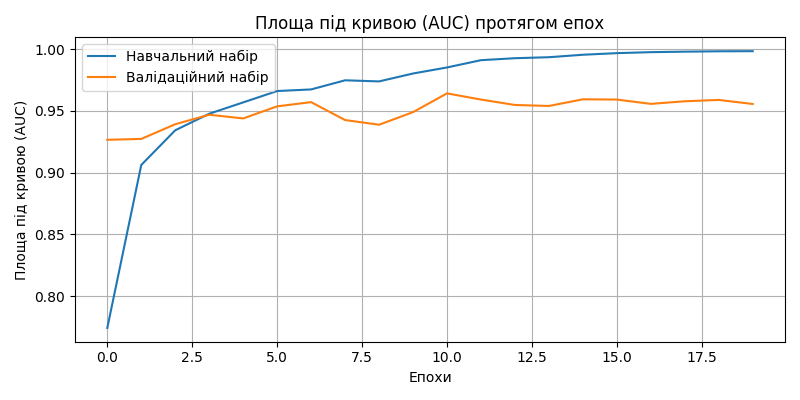 Площа під кривою (AUC) протягом епох
Навчальний набір
Валідаційний набір
Площа під кривою (AUC)
1.00
0.95
0.90
0.85
0.80
0.0 2.5 5.0 7.5 10.0 12.5 15.0 17.5
Епохи